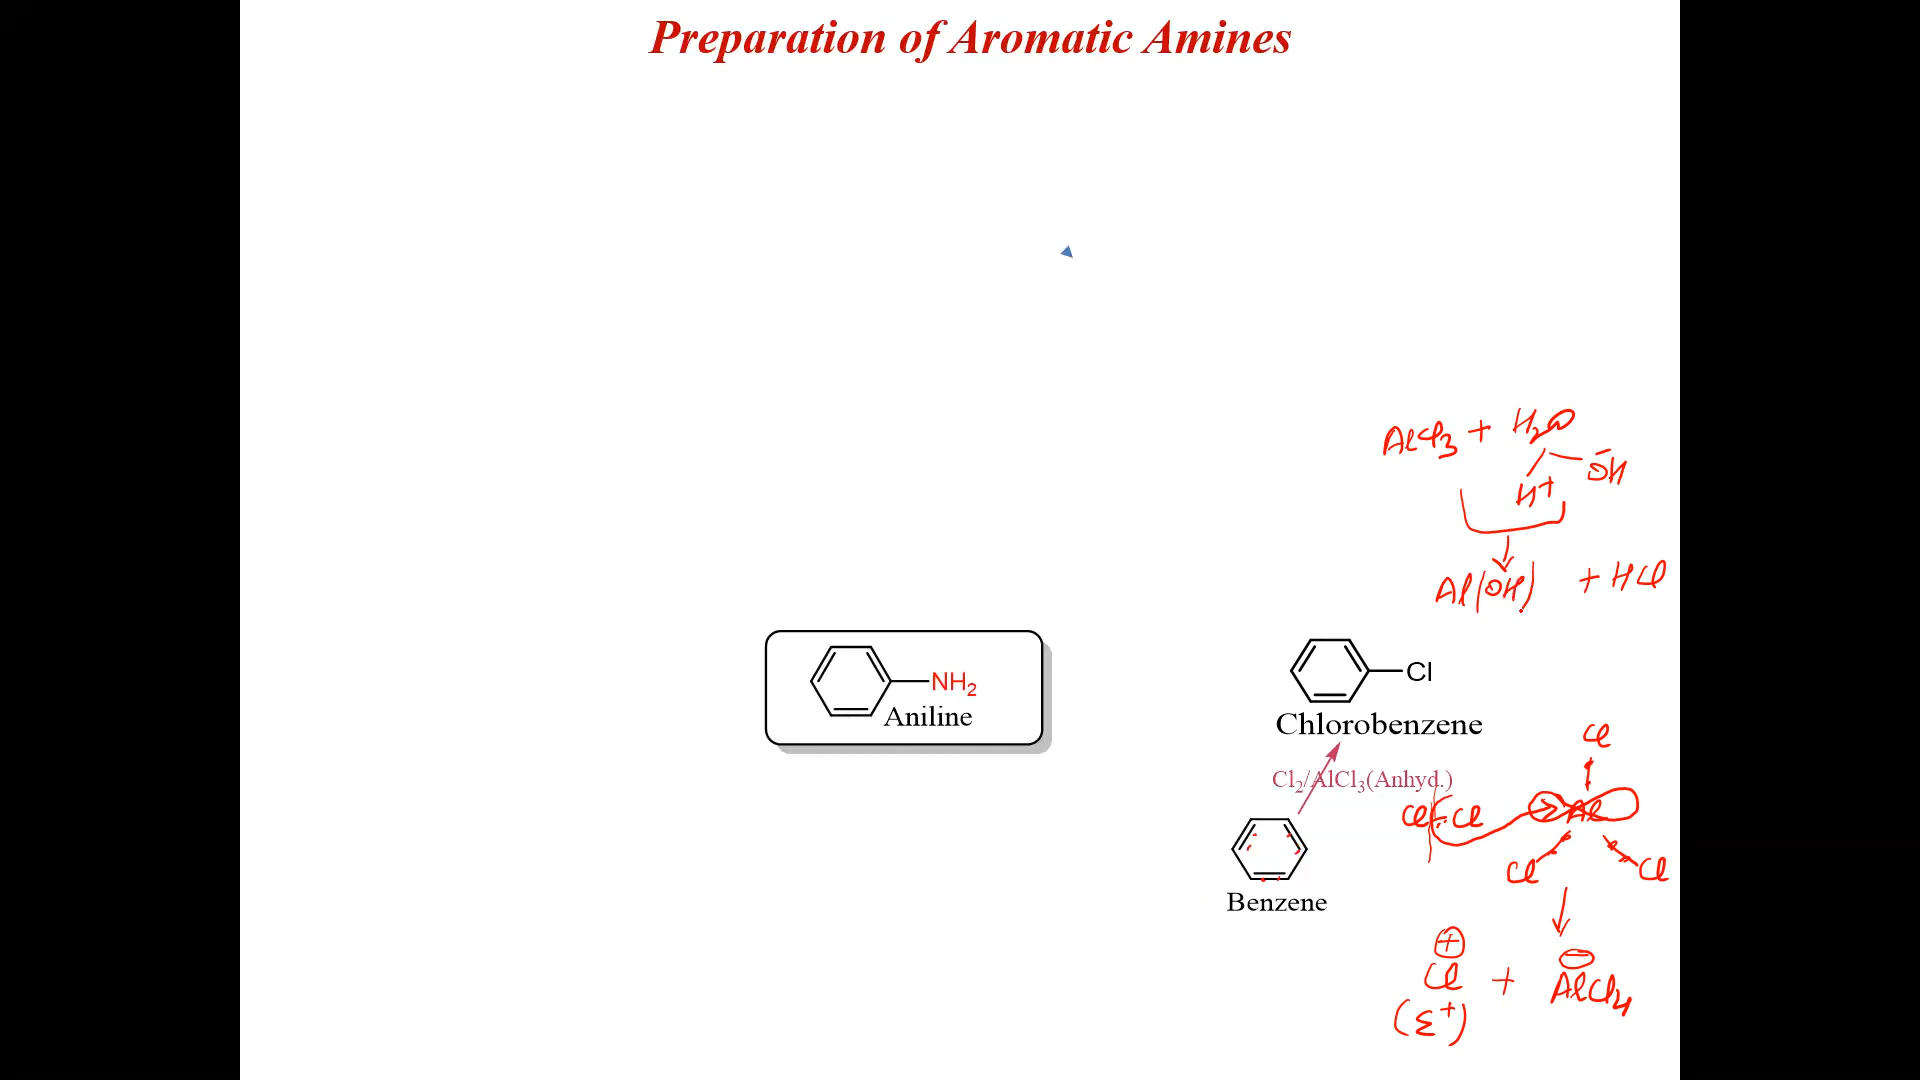 Preparation of Aromatic Amines
AlCl3 + H2O
H+ ŌH
Al(OH) + HCl
NH2
Aniline
Cl
Chlorobenzene
Cl
Cl2/AlCl3(Anhyd.)
Cl : Cl Al
Cl Cl
Benzene
⊕ ⊖
Cl + AlCl4
(E+)